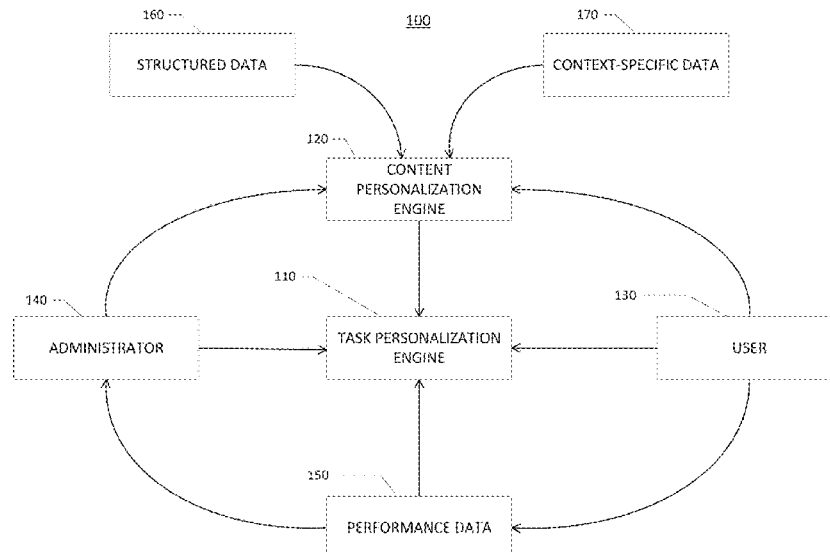 100
160
STRUCTURED DATA
170
CONTEXT-SPECIFIC DATA
120
CONTENT
PERSONALIZATION
ENGINE
140
ADMINISTRATOR
110
TASK PERSONALIZATION
ENGINE
130
USER
150
PERFORMANCE DATA